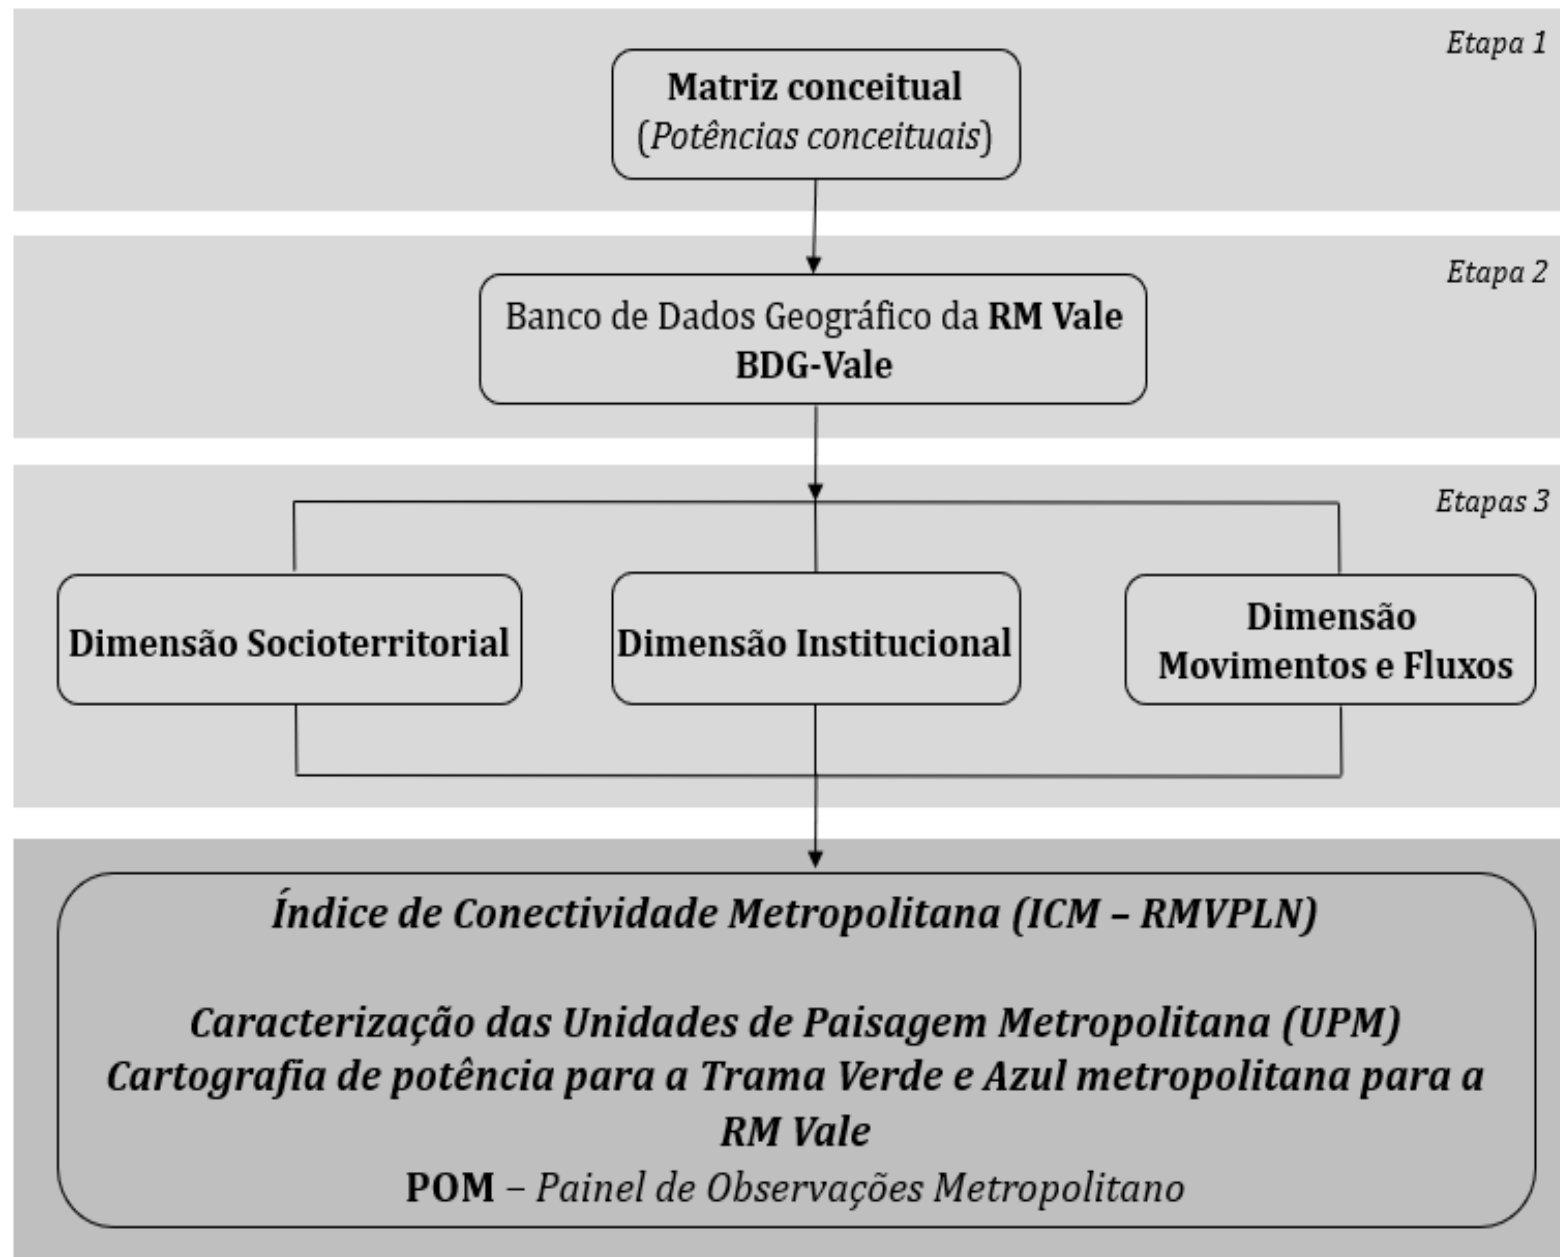 Etapa 1
Matriz conceitual
(Potências conceituais)
Etapa 2
Banco de Dados Geográfico da RM Vale
BDG-Vale
Etapas 3
Dimensão Socioterritorial
Dimensão Institucional
Dimensão
Movimentos e Fluxos
Índice de Conectividade Metropolitana (ICM – RMVPLN)
Caracterização das Unidades de Paisagem Metropolitana (UPM)
Cartografia de potência para a Trama Verde e Azul metropolitana para a
RM Vale
POM – Painel de Observações Metropolitano